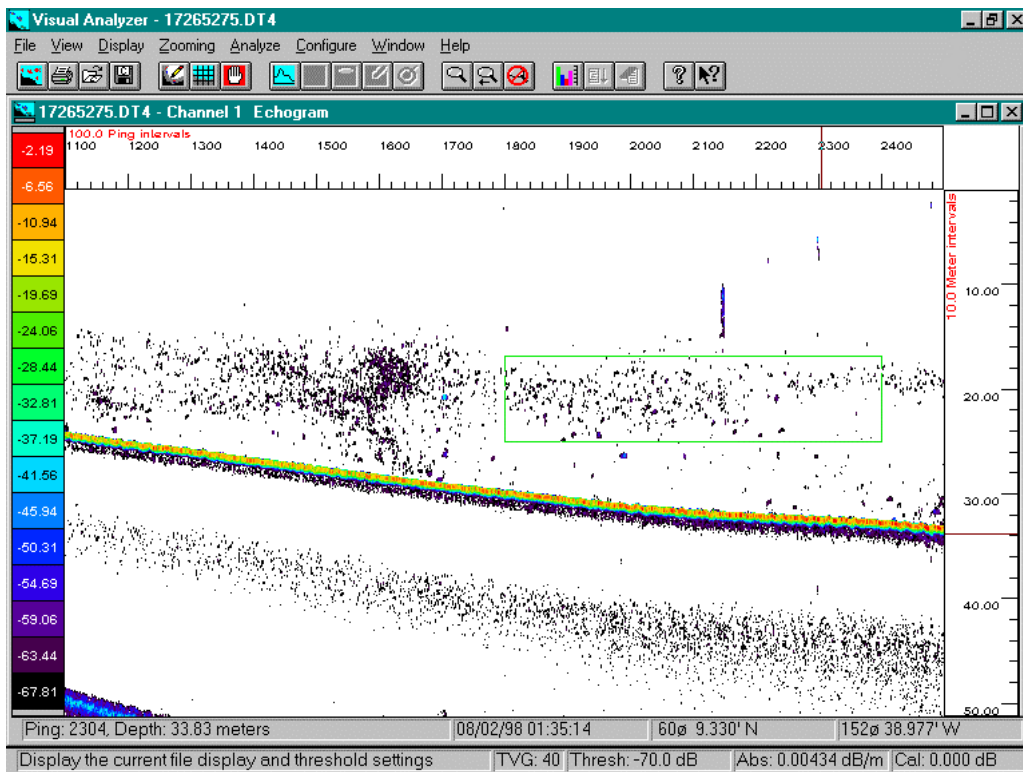 Visual Analyzer - 17265275.DT4
File View Display Zooming Analyze Configure Window Help
17265275.DT4 - Channel 1 Echogram
100.0 Ping intervals
1100 1200 1300 1400 1500 1600 1700 1800 1900 2000 2100 2200 2300 2400
-2.19
-6.56
-10.94
-15.31
-19.69
-24.06
-28.44
-32.81
-37.19
-41.56
-45.94
-50.31
-54.69
-59.06
-63.44
-67.81
10.0 Meter intervals
10.00
20.00
30.00
40.00
50.00
Ping: 2304, Depth: 33.83 meters 08/02/98 01:35:14 60ø 9.330' N 152ø 38.977' W
Display the current file display and threshold settings TVG: 40 Thresh: -70.0 dB Abs: 0.00434 dB/m Cal: 0.000 dB